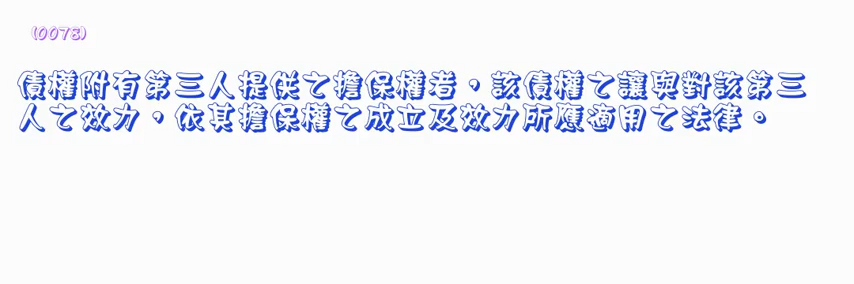 (0078)
債權附有第三人提供之擔保權者，該債權之讓與對該第三
人之效力，依其擔保權之成立及效力所應適用之法律。